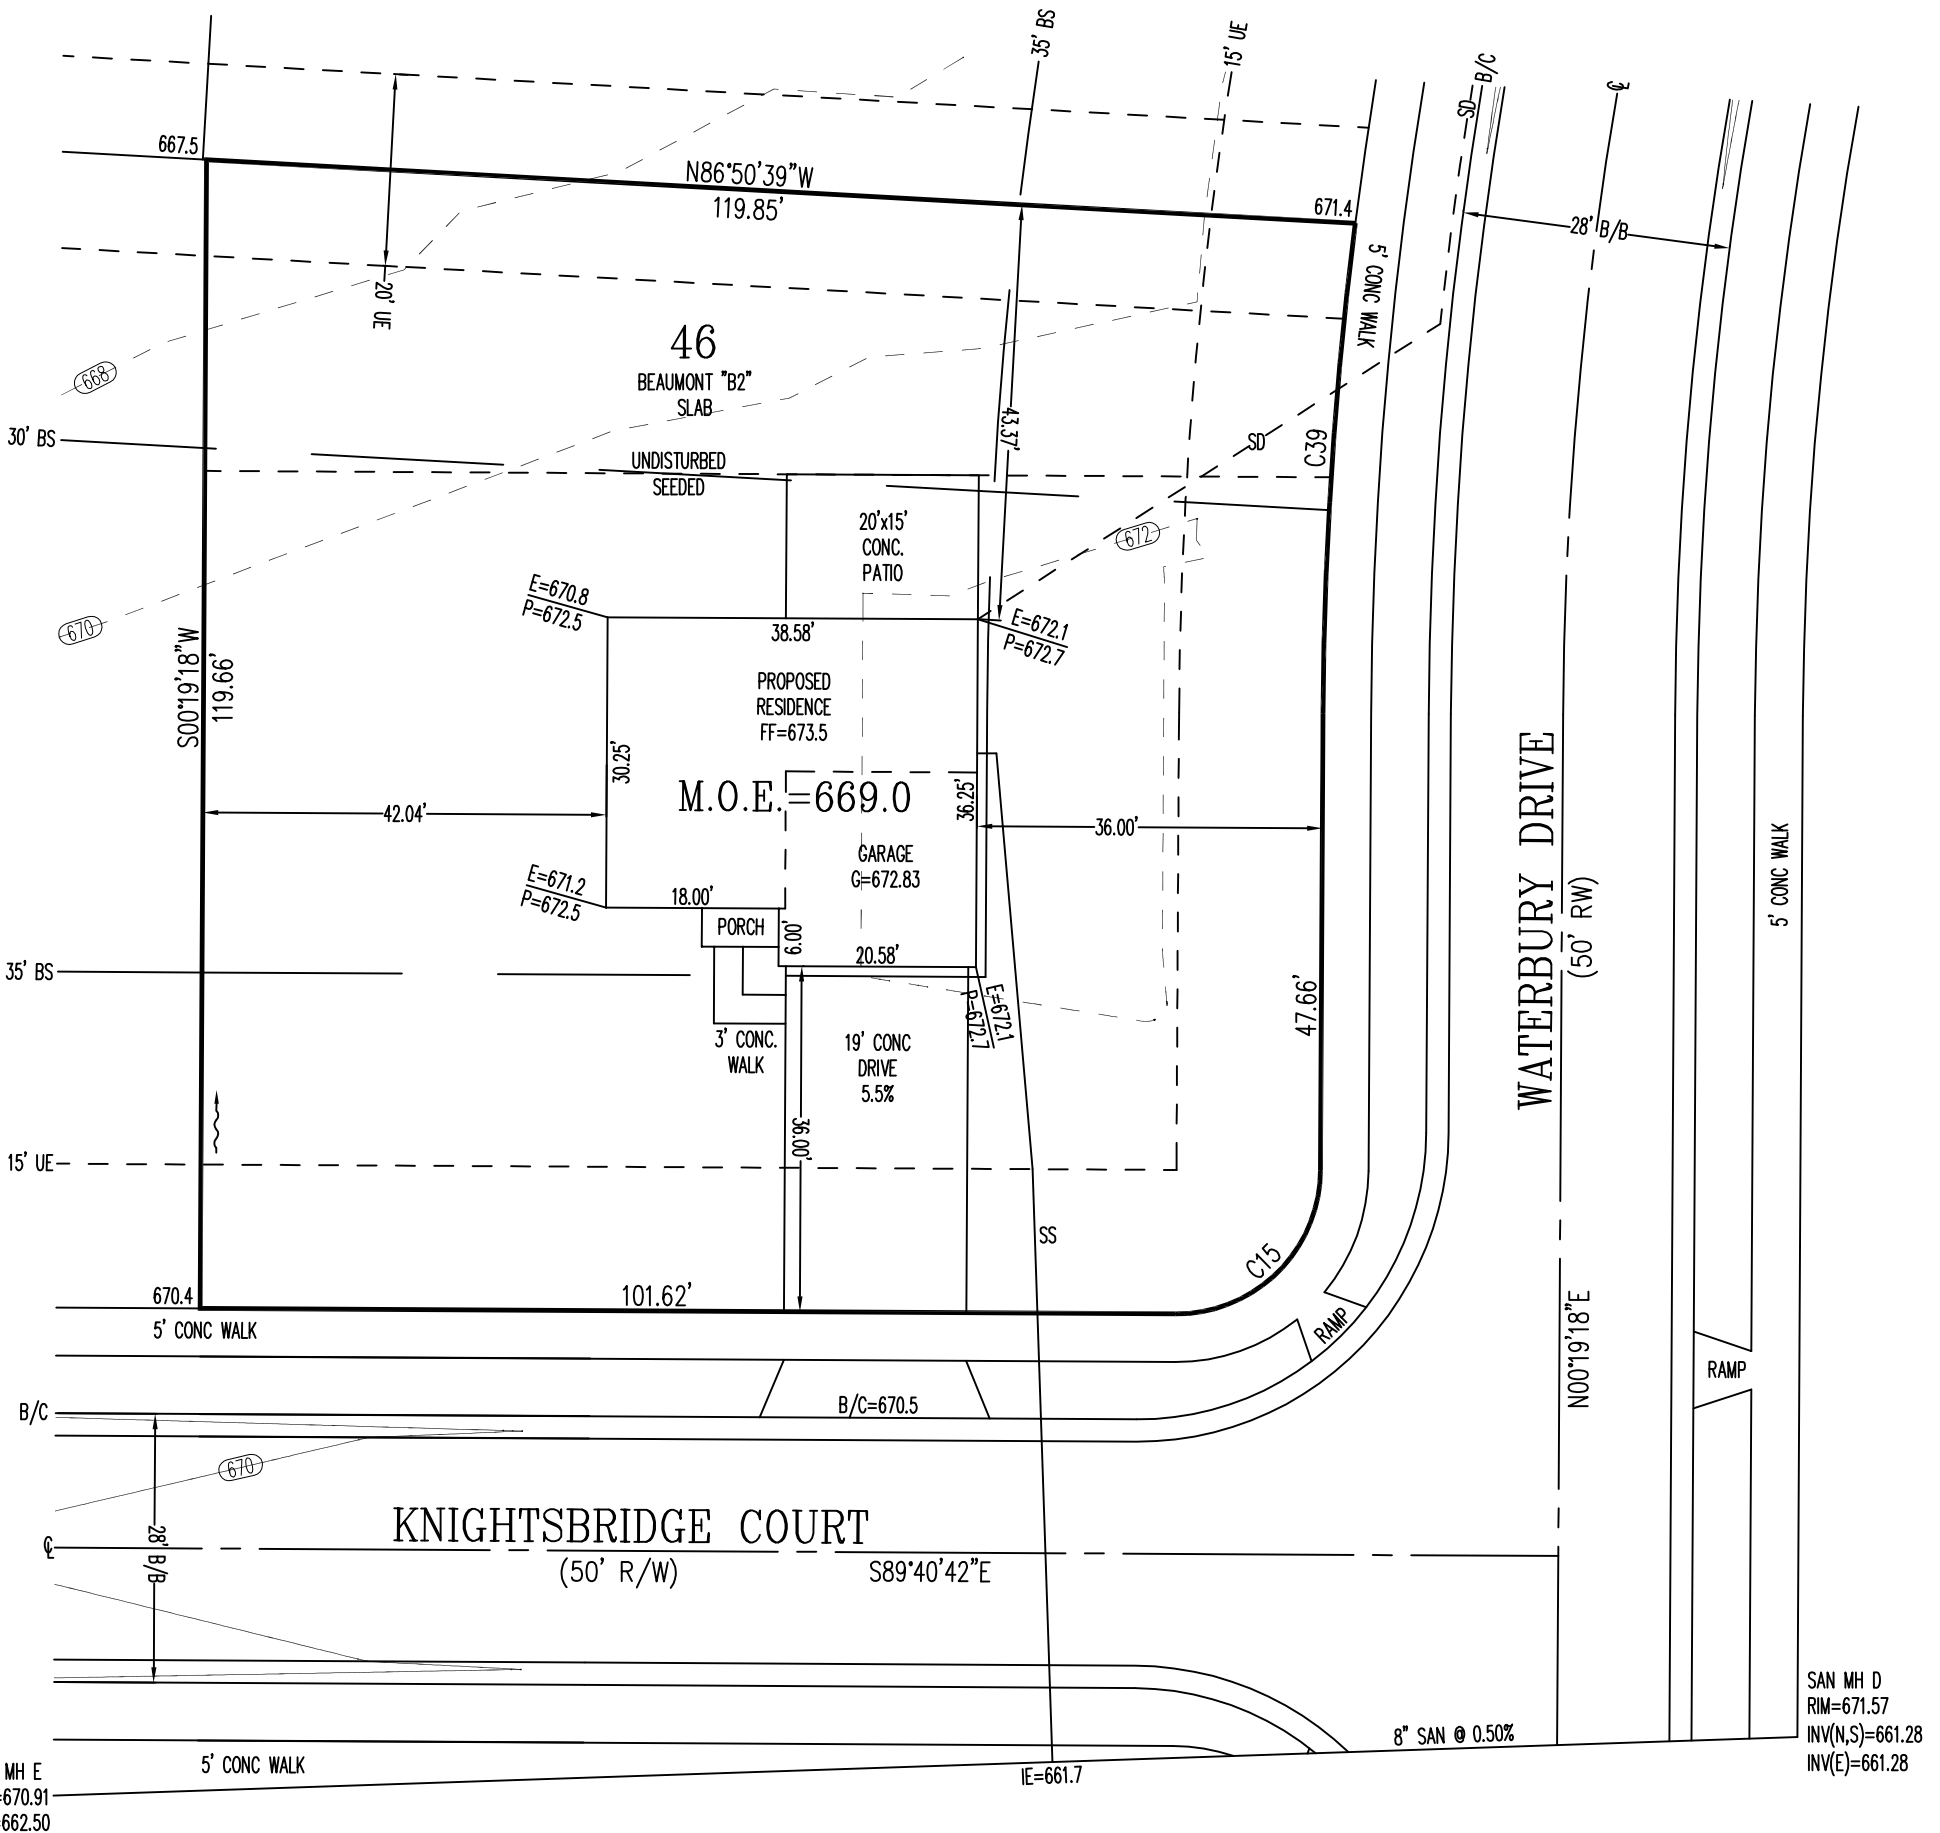 35' BS
15' UE
SD
B/C
℄
667.5
N86°50'39"W
119.85'
671.4
28' B/B
5' CONC WALK
20' UE
46
BEAUMONT "B2"
SLAB
668
43.37'
30' BS
SD
C39
UNDISTURBED
SEEDED
20'x15'
CONC.
PATIO
672
E=670.8
P=672.5
670
38.58'
E=672.1
P=672.7
S00°19'18"W
119.66'
PROPOSED
RESIDENCE
FF=673.5
30.25'
M.O.E.=669.0
36.25'
42.04'
36.00'
GARAGE
G=672.83
E=671.2
P=672.5
18.00'
PORCH
6.00'
20.58'
WATERBURY DRIVE
(50' RW)
5' CONC WALK
35' BS
E=672.1
P=672.7
47.66'
3' CONC.
WALK
19' CONC
DRIVE
5.5%
36.00'
15' UE
SS
C15
670.4
101.62'
5' CONC WALK
RAMP
N00°19'18"E
RAMP
B/C
B/C=670.5
670
28' B/B
KNIGHTSBRIDGE COURT
℄
(50' R/W)
S89°40'42"E
8" SAN @ 0.50%
SAN MH D
RIM=671.57
INV(N,S)=661.28
INV(E)=661.28
5' CONC WALK
IE=661.7
MH E
=670.91
=662.50